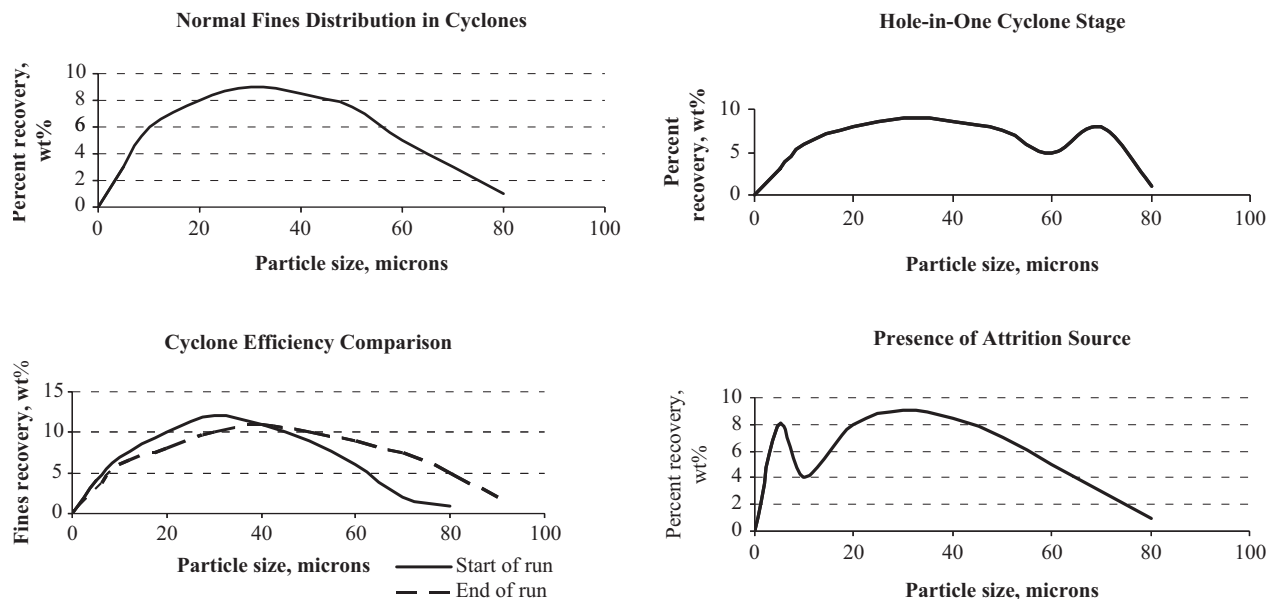 Normal Fines Distribution in Cyclones
Percent recovery,
wt%
10
8
6
4
2
0
0 20 40 60 80 100
Particle size, microns
Hole-in-One Cyclone Stage
Percent
recovery, wt%
10
5
0
0 20 40 60 80 100
Particle size, microns
Cyclone Efficiency Comparison
Fines recovery, wt%
15
10
5
0
0 20 40 60 80 100
Particle size, microns
Start of run
End of run
Presence of Attrition Source
Percent recovery,
wt%
10
8
6
4
2
0
0 20 40 60 80 100
Particle size, microns